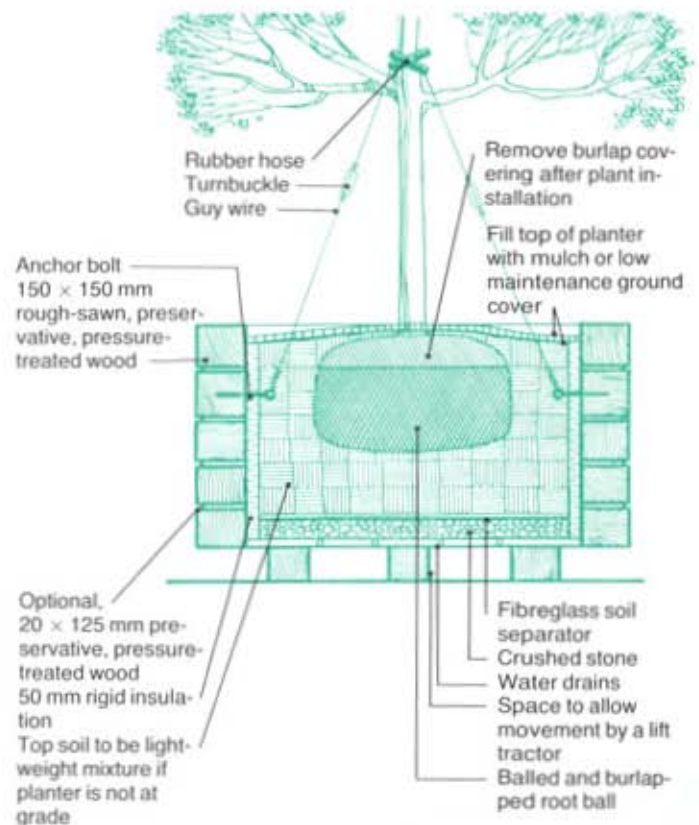 Rubber hose
Turnbuckle
Guy wire
Remove burlap cov-
ering after plant in-
stallation
Fill top of planter
with mulch or low
maintenance ground
cover
Anchor bolt
150 × 150 mm
rough-sawn, preser-
vative, pressure-
treated wood
Optional,
20 × 125 mm pre-
servative, pressure-
treated wood
50 mm rigid insula-
tion
Top soil to be light-
weight mixture if
planter is not at
grade
Fibreglass soil
separator
Crushed stone
Water drains
Space to allow
movement by a lift
tractor
Balled and burlap-
ped root ball